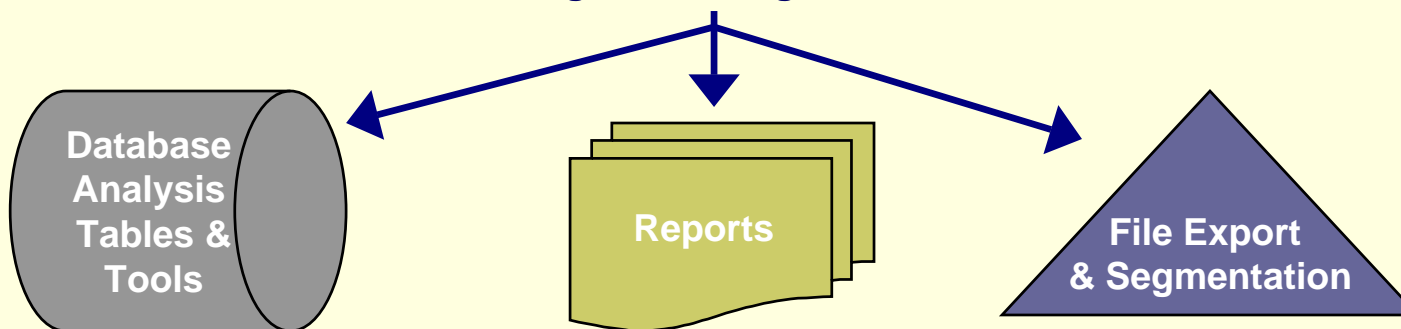 Database
Analysis
Tables &
Tools
Reports
File Export
& Segmentation